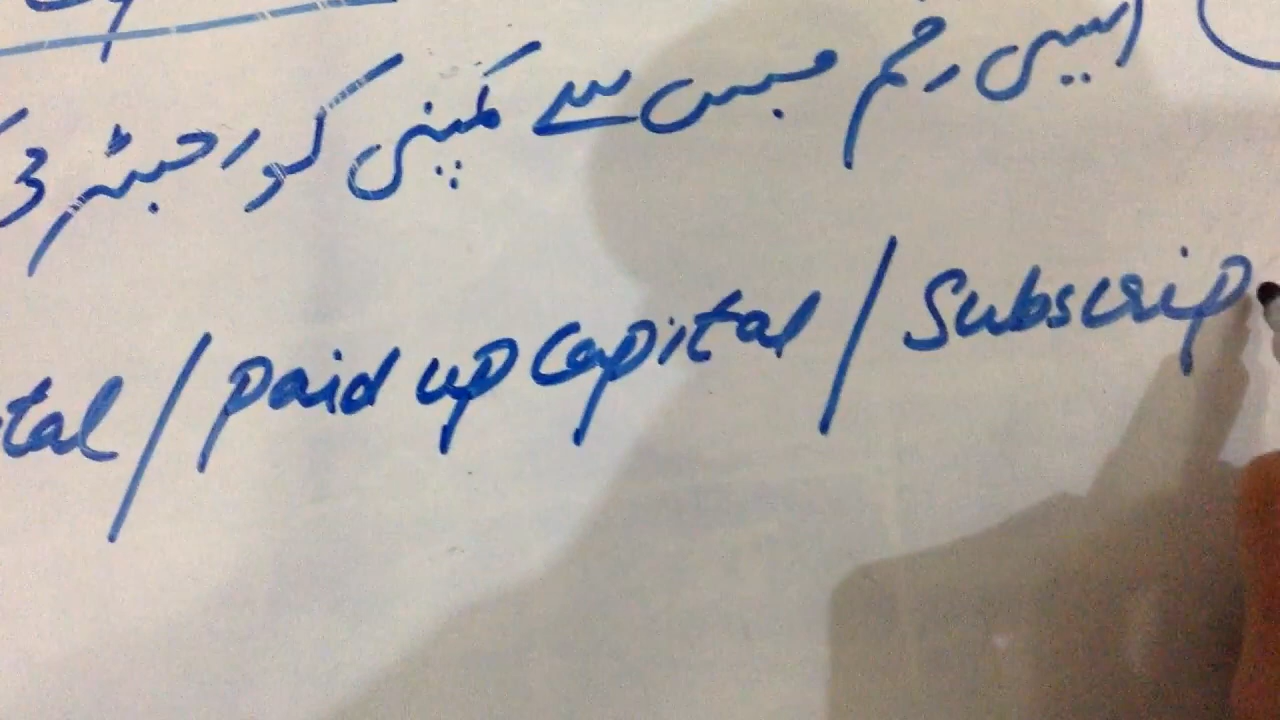 ایسی رقم جس سے کمپنی کو رجسٹر
tal / paid up Capital / Subscrip